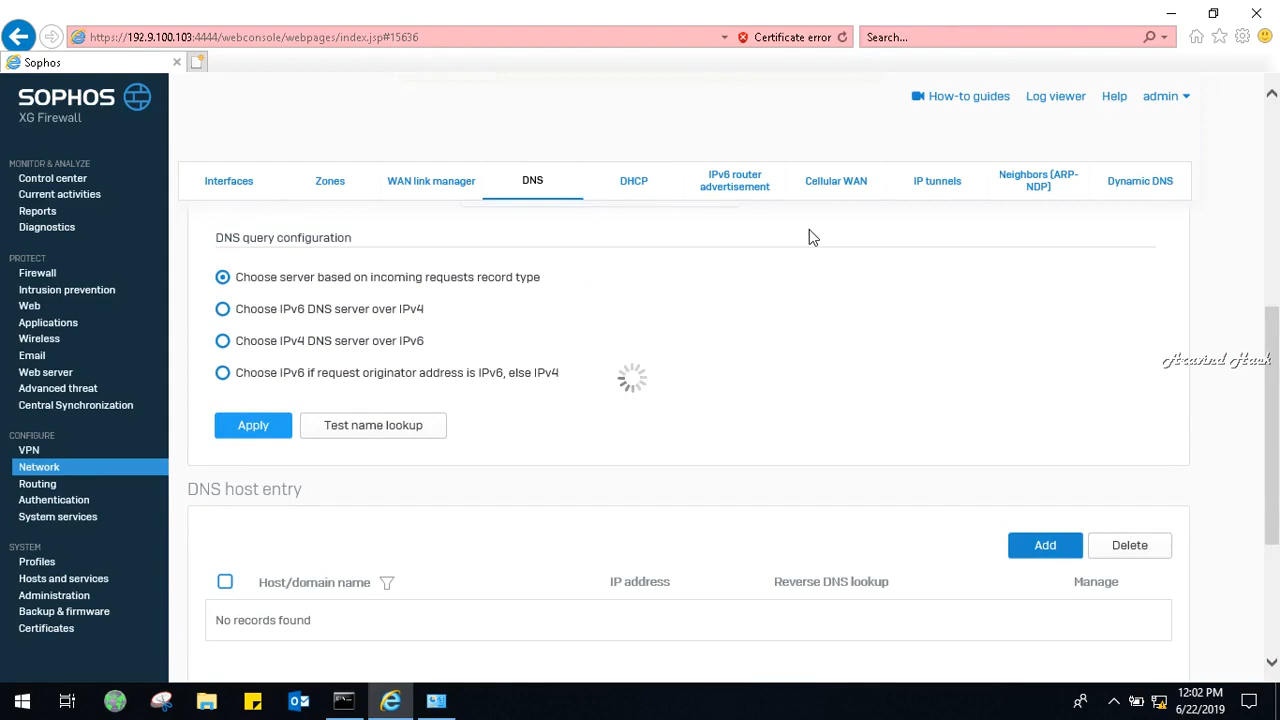 https://192.9.100.103:4444/webconsole/webpages/index.jsp#15636
Certificate error
Search...
Sophos
SOPHOS
XG Firewall
How-to guides
Log viewer
Help
admin
Interfaces
Zones
WAN link manager
DNS
DHCP
IPv6 router
advertisement
Cellular WAN
IP tunnels
Neighbors (ARP-
NDP)
Dynamic DNS
MONITOR & ANALYZE
Control center
Current activities
Reports
Diagnostics
PROTECT
Firewall
Intrusion prevention
Web
Applications
Wireless
Email
Web server
Advanced threat
Central Synchronization
CONFIGURE
VPN
Network
Routing
Authentication
System services
SYSTEM
Profiles
Hosts and services
Administration
Backup & firmware
Certificates
DNS query configuration
Choose server based on incoming requests record type
Choose IPv6 DNS server over IPv4
Choose IPv4 DNS server over IPv6
Choose IPv6 if request originator address is IPv6, else IPv4
Apply
Test name lookup
Aravind Hack
DNS host entry
Add
Delete
Host/domain name
IP address
Reverse DNS lookup
Manage
No records found
12:02 PM
6/22/2019